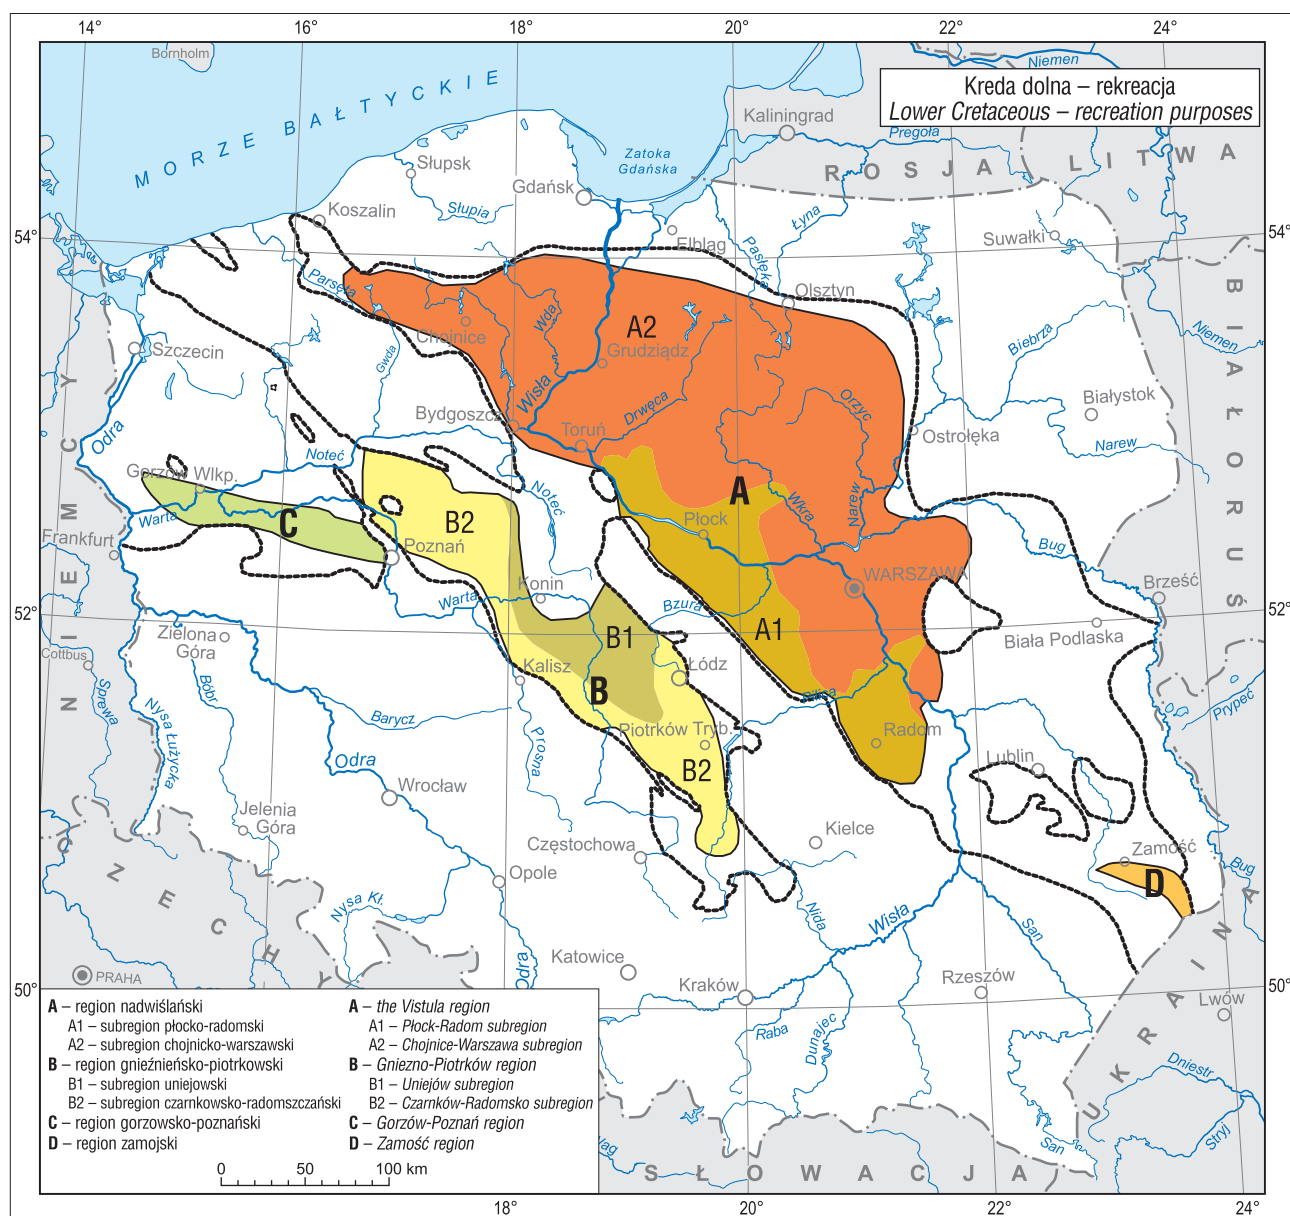 14°
16°
18°
20°
22°
24°
Bornholm
Niemen
Kreda dolna – rekreacja
Lower Cretaceous – recreation purposes
MORZE BAŁTYCKIE
Kaliningrad
Pregoła
ROSJA
LITWA
Zatoka
Gdańska
Słupsk
Gdańsk
Koszalin
Słupia
Łyna
Elbląg
Suwałki
54°
54°
Pasłęka
Parsęta
Olsztyn
BIAŁORUŚ
Niemen
Chojnice
Wda
A2
Grudziądz
Biebrza
Szczecin
Gwda
Białystok
NIEMCY
Wisła
Drwęca
Orzyc
Bydgoszcz
Toruń
Ostrołęka
Narew
Odra
Noteć
Gorzów Wlkp.
Noteć
A
Wkra
Narew
Warta
C
B2
Płock
Frankfurt
Poznań
Bug
WARSZAWA
Brześć
Konin
Warta
Bzura
52°
52°
Zielona
Góra
B1
A1
Biała Podlaska
Cottbus
Kalisz
Łódz
Sprewa
Bóbr
B
Pilica
Prypeć
Nysa Łużycka
Barycz
Piotrków Tryb.
Radom
Prosna
Odra
B2
Lublin
Wrocław
Jelenia
Góra
Kielce
Częstochowa
Zamość
CZECHY
Opole
D
Bug
Nysa Kł.
Nida
Wisła
San
UKRAINA
Katowice
Odra
PRAHA
Kraków
Rzeszów
50°
50°
Lwów
Raba
Dunajec
Dniestr
Stryj
San
SŁOWACJA
A – region nadwiślański
A1 – subregion płocko-radomski
A2 – subregion chojnicko-warszawski
B – region gnieźnieńsko-piotrkowski
B1 – subregion uniejowski
B2 – subregion czarnkowsko-radomszczański
C – region gorzowsko-poznański
D – region zamojski
A – the Vistula region
A1 – Płock-Radom subregion
A2 – Chojnice-Warszawa subregion
B – Gniezno-Piotrków region
B1 – Uniejów subregion
B2 – Czarnków-Radomsko subregion
C – Gorzów-Poznań region
D – Zamość region
0 50 100 km
18°
20°
22°
24°